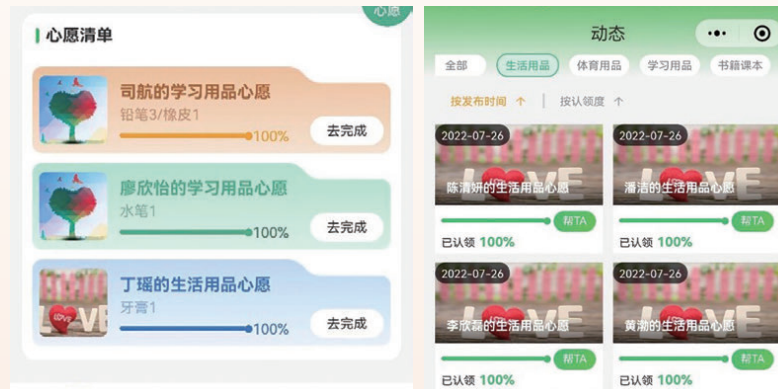 心愿
心愿清单
司航的学习用品心愿
铅笔3/橡皮1
100%
去完成
廖欣怡的学习用品心愿
水笔1
100%
去完成
丁瑶的生活用品心愿
牙膏1
100%
去完成
动态
全部 生活用品 体育用品 学习用品 书籍课本
按发布时间 ↑ | 按认领度 ↑
2022-07-26
LOVE
陈清妍的生活用品心愿
帮TA
已认领 100%
2022-07-26
LOVE
潘洁的生活用品心愿
帮TA
已认领 100%
2022-07-26
LOVE
李欣磊的生活用品心愿
帮TA
已认领 100%
2022-07-26
LOVE
黄渤的生活用品心愿
帮TA
已认领 100%